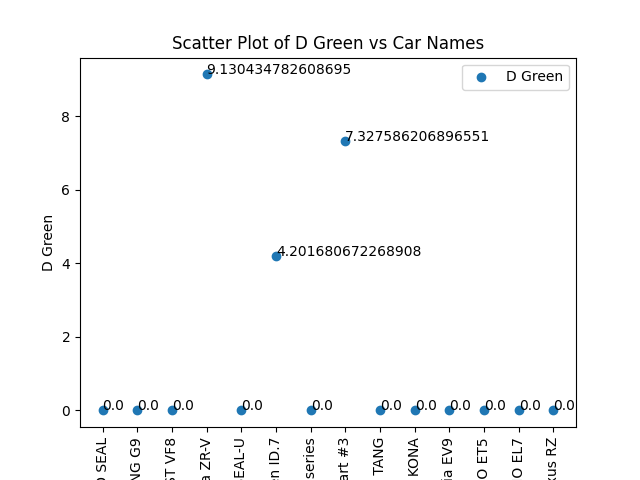 Scatter Plot of D Green vs Car Names
D Green
9.130434782608695
7.327586206896551
4.201680672268908
0.0 0.0 0.0 0.0 0.0 0.0 0.0 0.0 0.0 0.0 0.0
8
6
4
2
0
D Green
SEAL
G9
ST VF8
ZR-V
EAL-U
ID.7
series
art #3
TANG
KONA
EV9
O ET5
O EL7
RZ